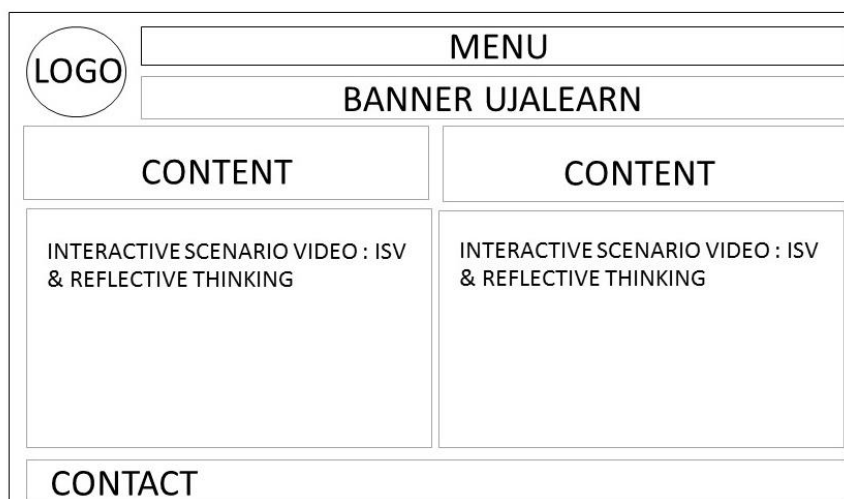 LOGO
MENU
BANNER UJALEARN
CONTENT
CONTENT
INTERACTIVE SCENARIO VIDEO : ISV
& REFLECTIVE THINKING
INTERACTIVE SCENARIO VIDEO : ISV
& REFLECTIVE THINKING
CONTACT